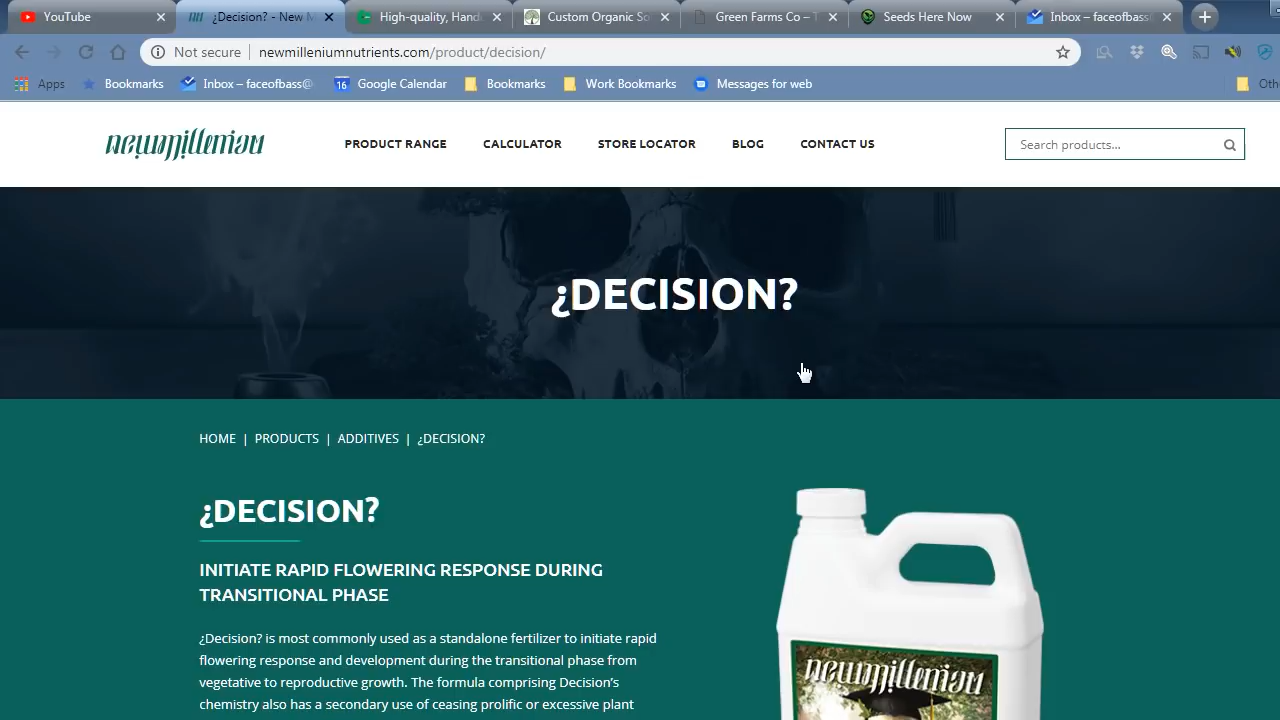 YouTube
¿Decision? - New M
High-quality, Hand
Custom Organic So
Green Farms Co – T
Seeds Here Now
Inbox – faceofbass@
Not secure
newmilleniumnutrients.com/product/decision/
Apps
Bookmarks
Inbox – faceofbass@
16 Google Calendar
Bookmarks
Work Bookmarks
Messages for web
Oth
newmillenium
PRODUCT RANGE
CALCULATOR
STORE LOCATOR
BLOG
CONTACT US
Search products...
¿DECISION?
HOME | PRODUCTS | ADDITIVES | ¿DECISION?
¿DECISION?
INITIATE RAPID FLOWERING RESPONSE DURING
TRANSITIONAL PHASE
¿Decision? is most commonly used as a standalone fertilizer to initiate rapid
flowering response and development during the transitional phase from
vegetative to reproductive growth. The formula comprising Decision's
chemistry also has a secondary use of ceasing prolific or excessive plant
newmillenium